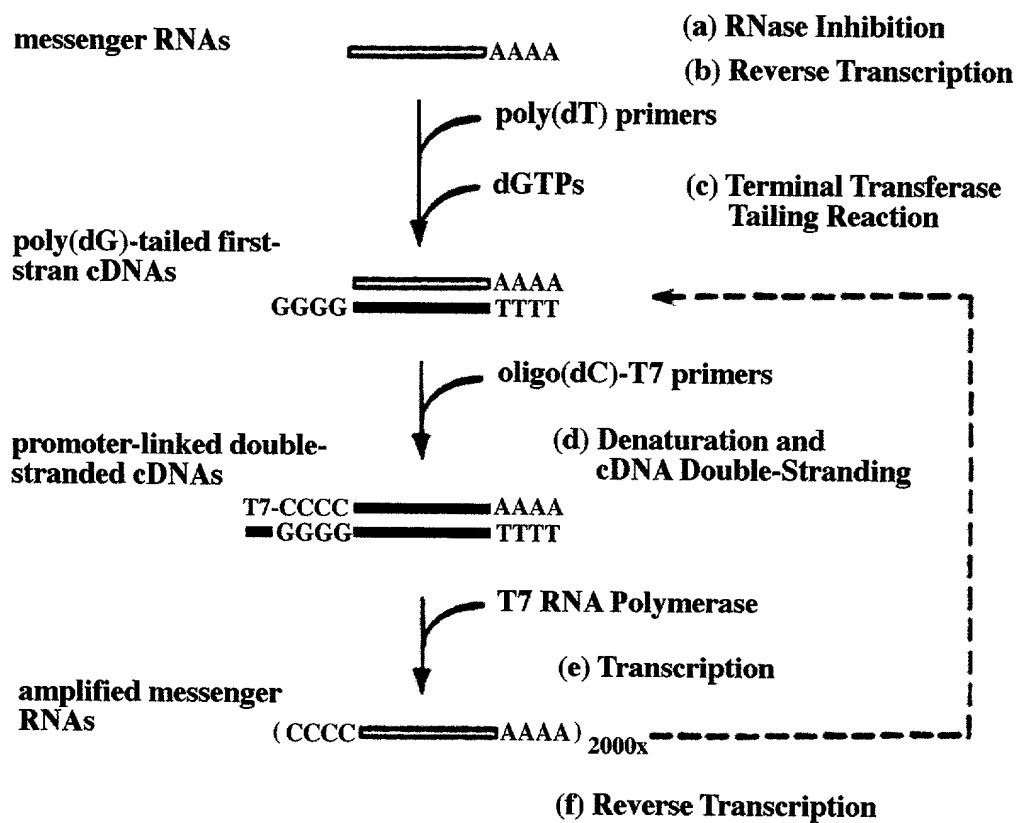 messenger RNAs
AAAA
(a) RNase Inhibition
(b) Reverse Transcription
poly(dT) primers
dGTPs
(c) Terminal Transferase
Tailing Reaction
poly(dG)-tailed first-
stran cDNAs
AAAA
GGGG TTTT
oligo(dC)-T7 primers
promoter-linked double-
stranded cDNAs
(d) Denaturation and
cDNA Double-Stranding
T7-CCCC AAAA
GGGG TTTT
T7 RNA Polymerase
(e) Transcription
amplified messenger
RNAs
(CCCC AAAA) 2000x
(f) Reverse Transcription